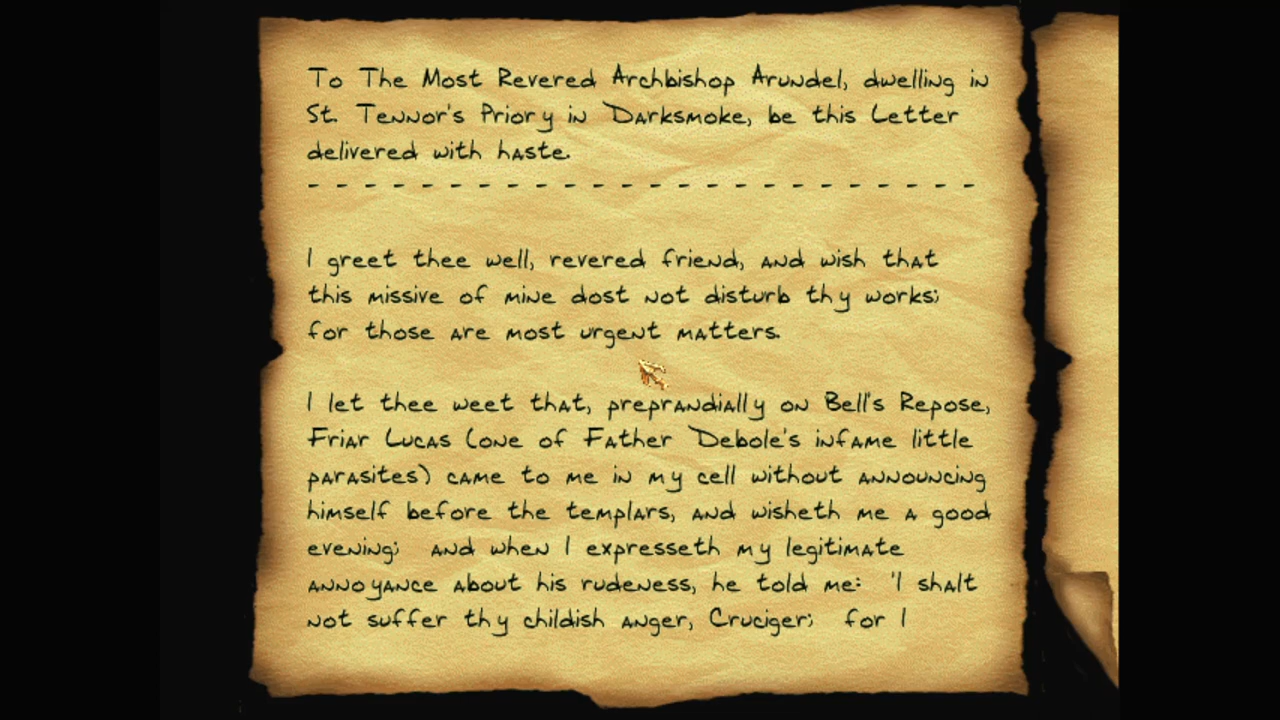 To The Most Revered Archbishop Arundel, dwelling in
St. Tennor's Priory in Darksmoke, be this Letter
delivered with haste.
- - - - - - - - - - - - - - - - - - - - - - - -
I greet thee well, revered friend, and wish that
this missive of mine dost not disturb thy works;
for those are most urgent matters.
I let thee weet that, preprandially on Bell's Repose,
Friar Lucas (one of Father Debole's infame little
parasites) came to me in my cell without announcing
himself before the templars, and wisheth me a good
evening;  and when I expresseth my legitimate
annoyance about his rudeness, he told me:  'I shalt
not suffer thy childish anger, Cruciger;  for I